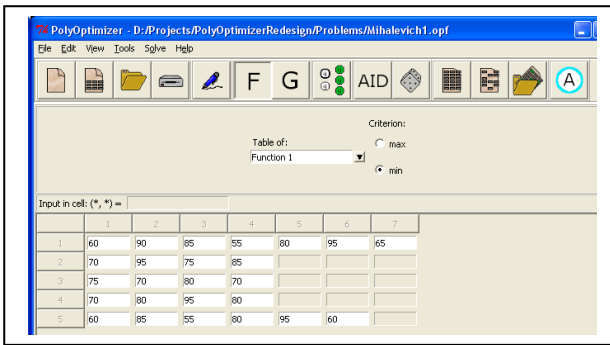 PolyOptimizer - D:/Projects/PolyOptimizerRedesign/Problems/Mihalevich1.opf
File Edit View Tools Solve Help
F G AID A
Criterion:
Table of:
max
Function 1
min
Input in cell: (*, *) =
1 2 3 4 5 6 7
1 60 90 85 55 80 95 65
2 70 95 75 85
3 75 70 80 70
4 70 80 95 80
5 60 85 55 80 95 60